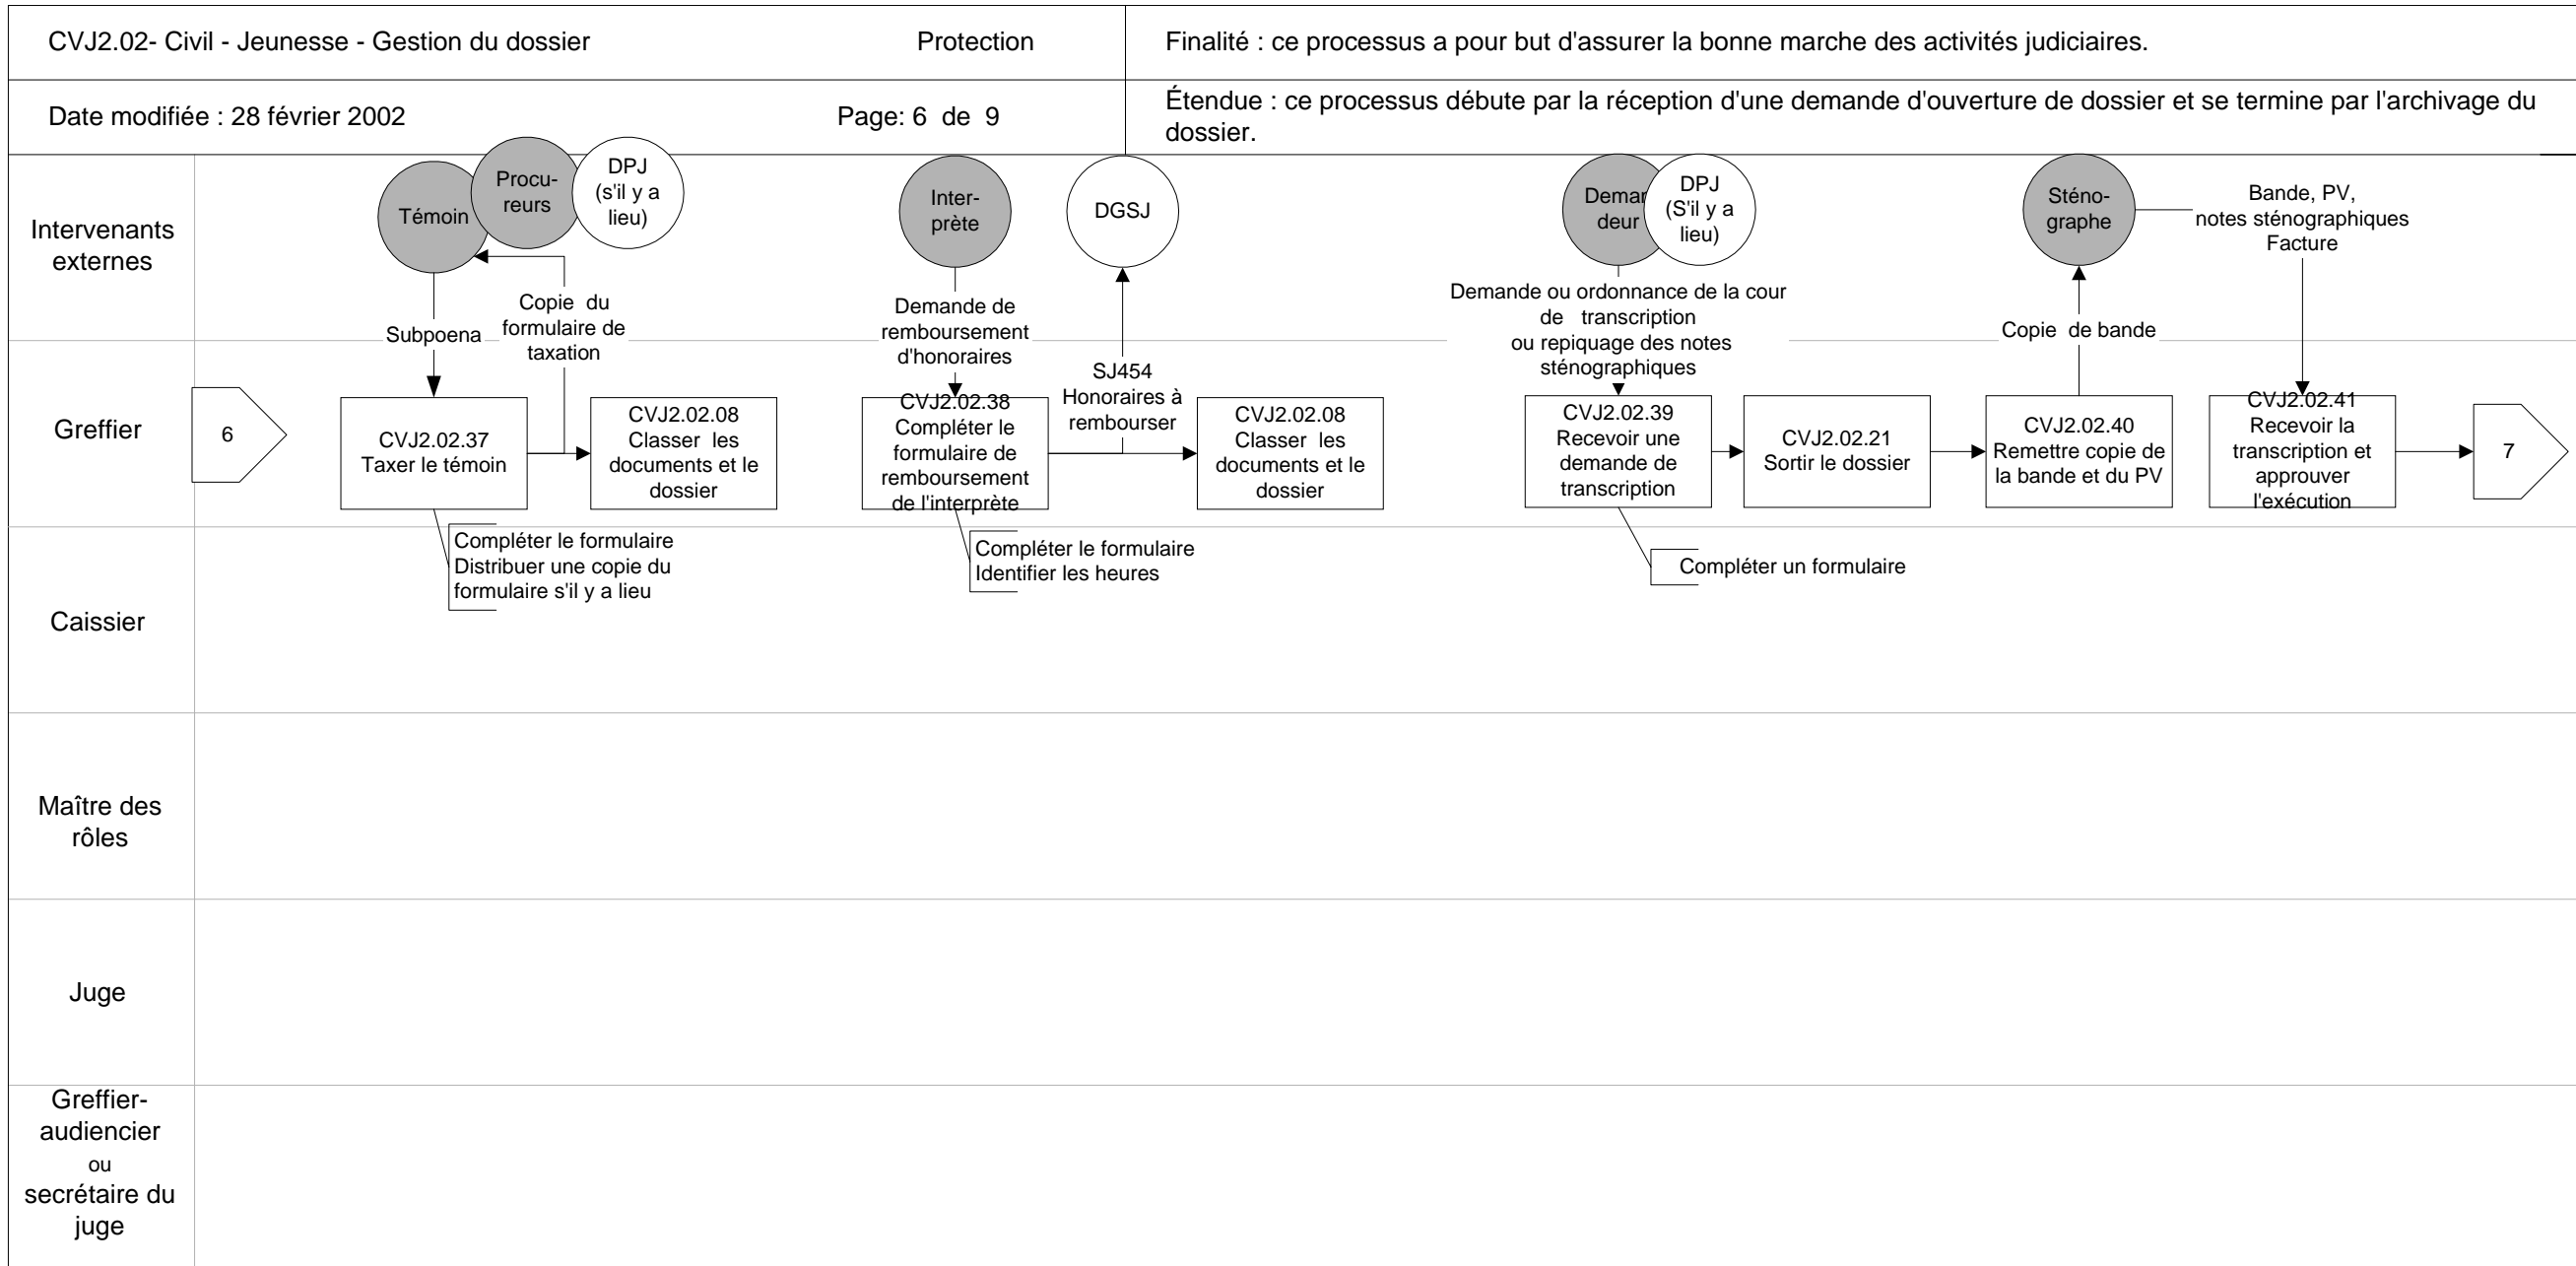 CVJ2.02- Civil - Jeunesse - Gestion du dossier
Protection
Finalité : ce processus a pour but d'assurer la bonne marche des activités judiciaires.
Date modifiée : 28 février 2002
Page: 6 de 9
Étendue : ce processus débute par la réception d'une demande d'ouverture de dossier et se termine par l'archivage du
dossier.
Intervenants
externes
Témoin
Procu-
reurs
DPJ
(s'il y a
lieu)
Inter-
prète
DGSJ
Deman
deur
DPJ
(S'il y a
lieu)
Sténo-
graphe
Bande, PV,
notes sténographiques
Facture
Subpoena
Copie du
formulaire de
taxation
Demande de
remboursement
d'honoraires
SJ454
Honoraires à
rembourser
Demande ou ordonnance de la cour
de transcription
ou repiquage des notes
sténographiques
Copie de bande
Greffier
6
CVJ2.02.37
Taxer le témoin
CVJ2.02.08
Classer les
documents et le
dossier
CVJ2.02.38
Compléter le
formulaire de
remboursement
de l'interprète
CVJ2.02.08
Classer les
documents et le
dossier
CVJ2.02.39
Recevoir une
demande de
transcription
CVJ2.02.21
Sortir le dossier
CVJ2.02.40
Remettre copie de
la bande et du PV
CVJ2.02.41
Recevoir la
transcription et
approuver
l'exécution
7
Compléter le formulaire
Distribuer une copie du
formulaire s'il y a lieu
Compléter le formulaire
Identifier les heures
Compléter un formulaire
Caissier
Maître des
rôles
Juge
Greffier-
audiencier
ou
secrétaire du
juge